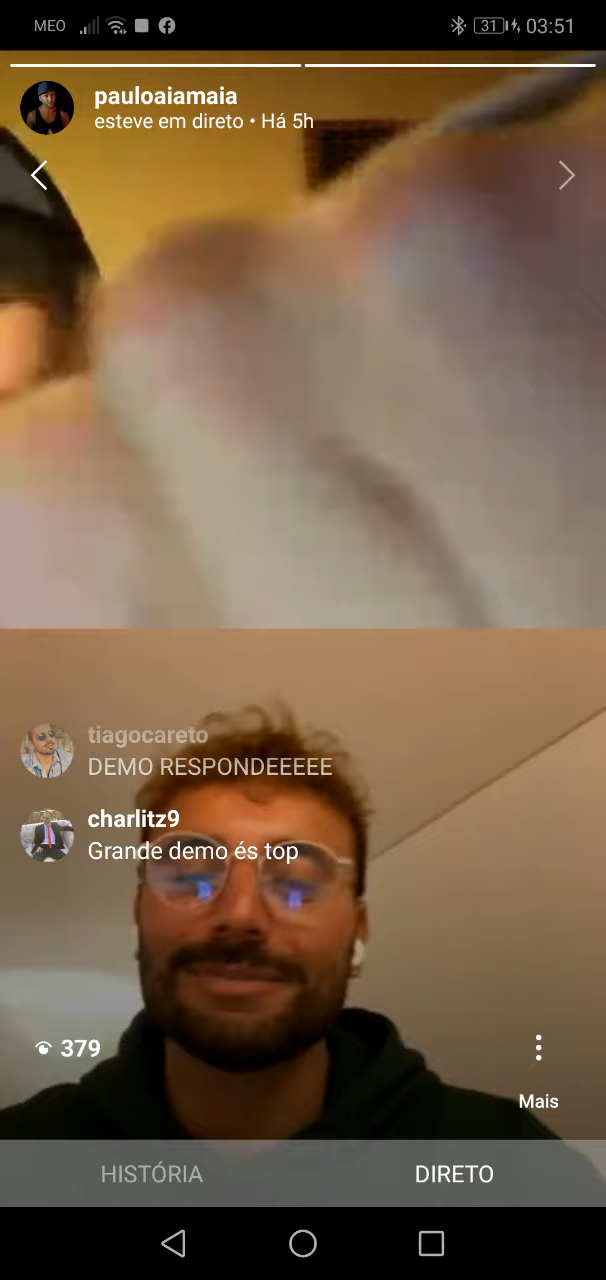 MEO 31 03:51
pauloaiamaia
esteve em direto • Há 5h
tiagocareto
DEMO RESPONDEEEEE
charlitz9
Grande demo és top
379
Mais
HISTÓRIA DIRETO